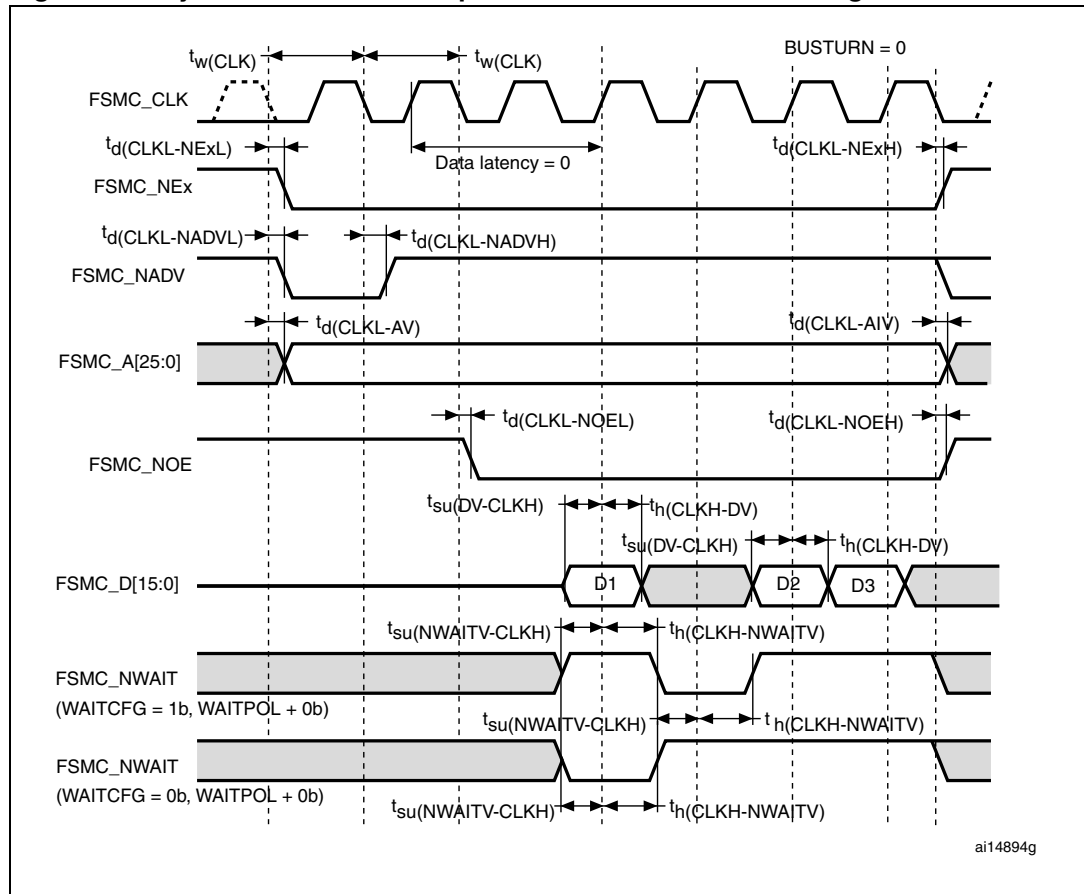 BUSTURN = 0
tw(CLK) tw(CLK)
FSMC_CLK
td(CLKL-NExL) Data latency = 0 td(CLKL-NExH)
FSMC_NEx
td(CLKL-NADVL) td(CLKL-NADVH)
FSMC_NADV
td(CLKL-AV) td(CLKL-AIV)
FSMC_A[25:0]
td(CLKL-NOEL) td(CLKL-NOEH)
FSMC_NOE
tsu(DV-CLKH) th(CLKH-DV)
tsu(DV-CLKH) th(CLKH-DV)
FSMC_D[15:0] D1 D2 D3
tsu(NWAITV-CLKH) th(CLKH-NWAITV)
FSMC_NWAIT
(WAITCFG = 1b, WAITPOL + 0b)
tsu(NWAITV-CLKH) th(CLKH-NWAITV)
FSMC_NWAIT
(WAITCFG = 0b, WAITPOL + 0b)
tsu(NWAITV-CLKH) th(CLKH-NWAITV)
ai14894g